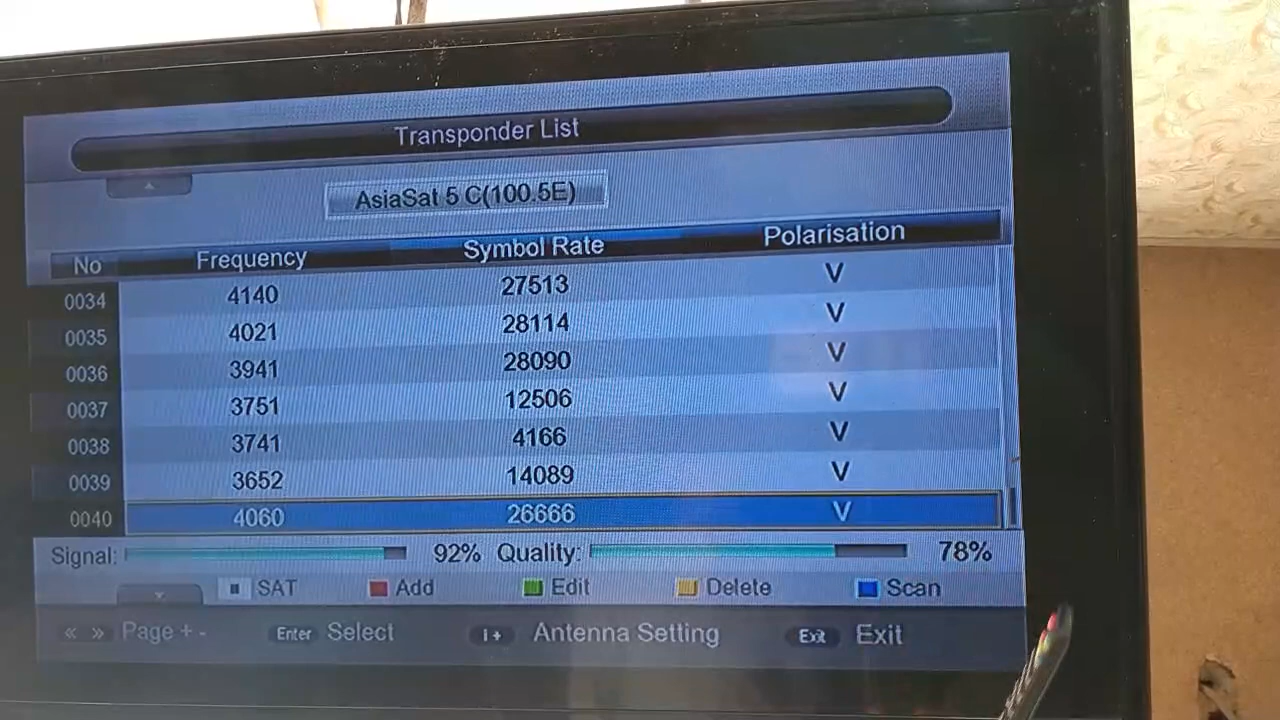 Transponder List
AsiaSat 5 C(100.5E)
No Frequency Symbol Rate Polarisation
0034 4140 27513 V
0035 4021 28114 V
0036 3941 28090 V
0037 3751 12506 V
0038 3741 4166 V
0039 3652 14089 V
0040 4060 26666 V
Signal: 92% Quality: 78%
SAT Add Edit Delete Scan
« » Page + - Enter Select i+ Antenna Setting Exit Exit